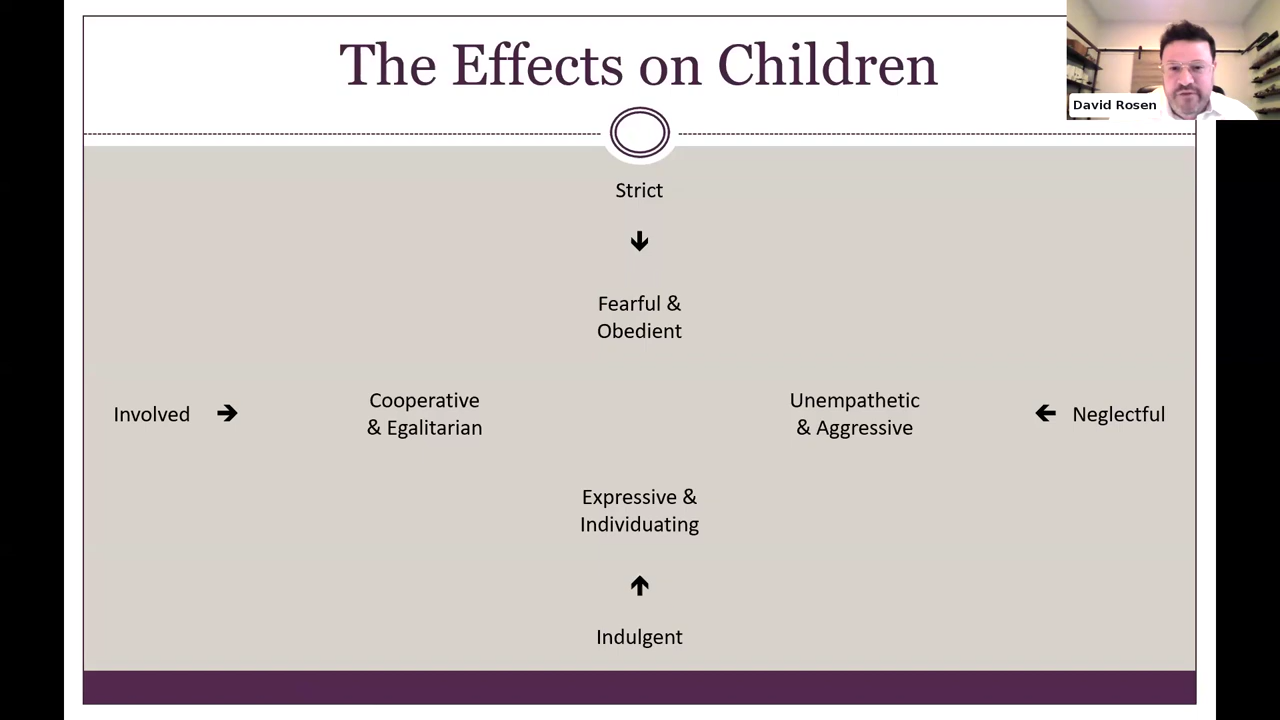 The Effects on Children
David Rosen
Strict
Fearful &
Obedient
Involved
Cooperative
& Egalitarian
Unempathetic
& Aggressive
Neglectful
Expressive &
Individuating
Indulgent